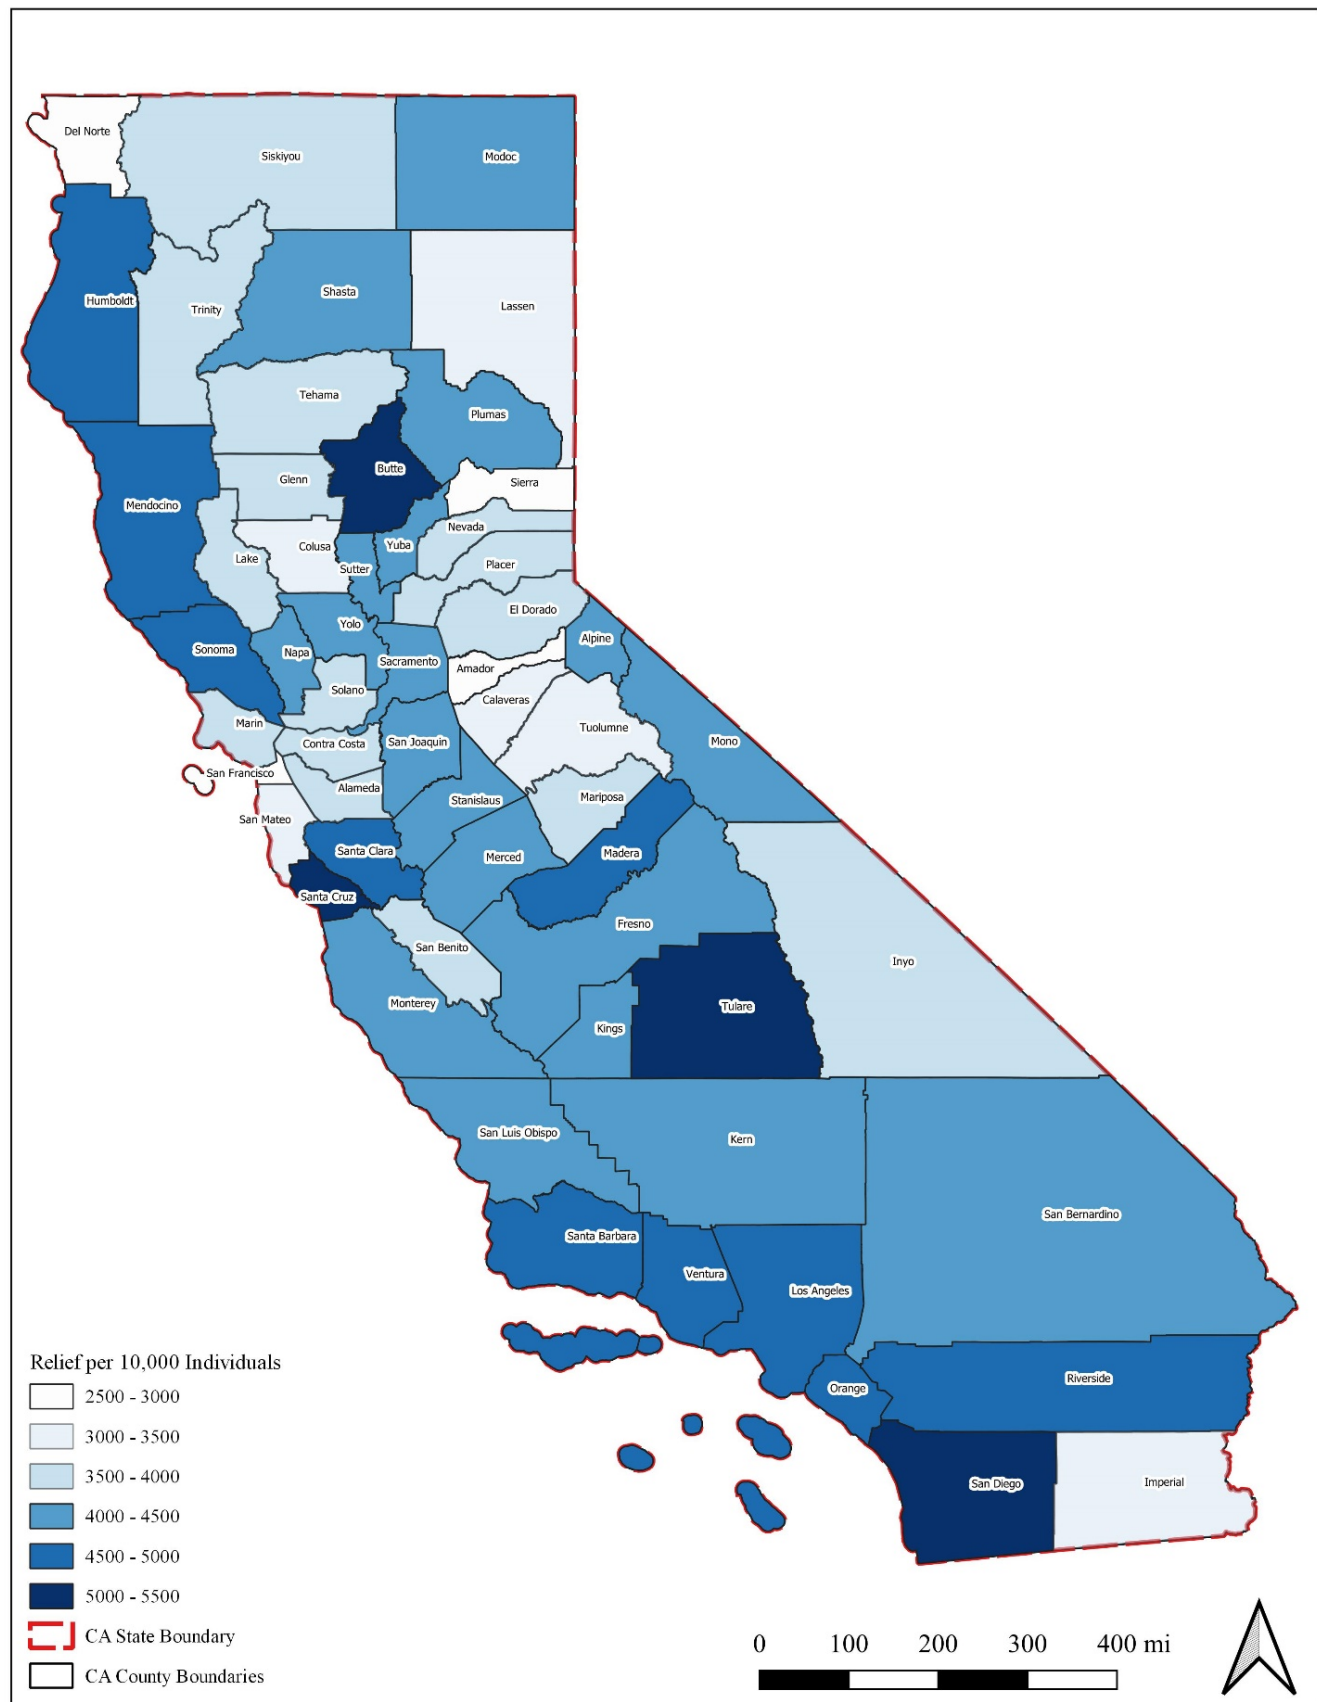 Del Norte
Siskiyou
Modoc
Humboldt
Trinity
Shasta
Lassen
Tehama
Plumas
Butte
Glenn
Sierra
Mendocino
Nevada
Colusa
Yuba
Lake
Sutter
Placer
El Dorado
Yolo
Alpine
Sonoma
Napa
Sacramento
Amador
Solano
Calaveras
Marin
Tuolumne
Contra Costa
San Joaquin
Mono
San Francisco
Alameda
Stanislaus
Mariposa
San Mateo
Santa Clara
Merced
Madera
Santa Cruz
Fresno
San Benito
Inyo
Monterey
Tulare
Kings
San Luis Obispo
Kern
San Bernardino
Santa Barbara
Ventura
Los Angeles
Orange
Riverside
San Diego
Imperial
Relief per 10,000 Individuals
2500 - 3000
3000 - 3500
3500 - 4000
4000 - 4500
4500 - 5000
5000 - 5500
CA State Boundary
CA County Boundaries
0 100 200 300 400 mi